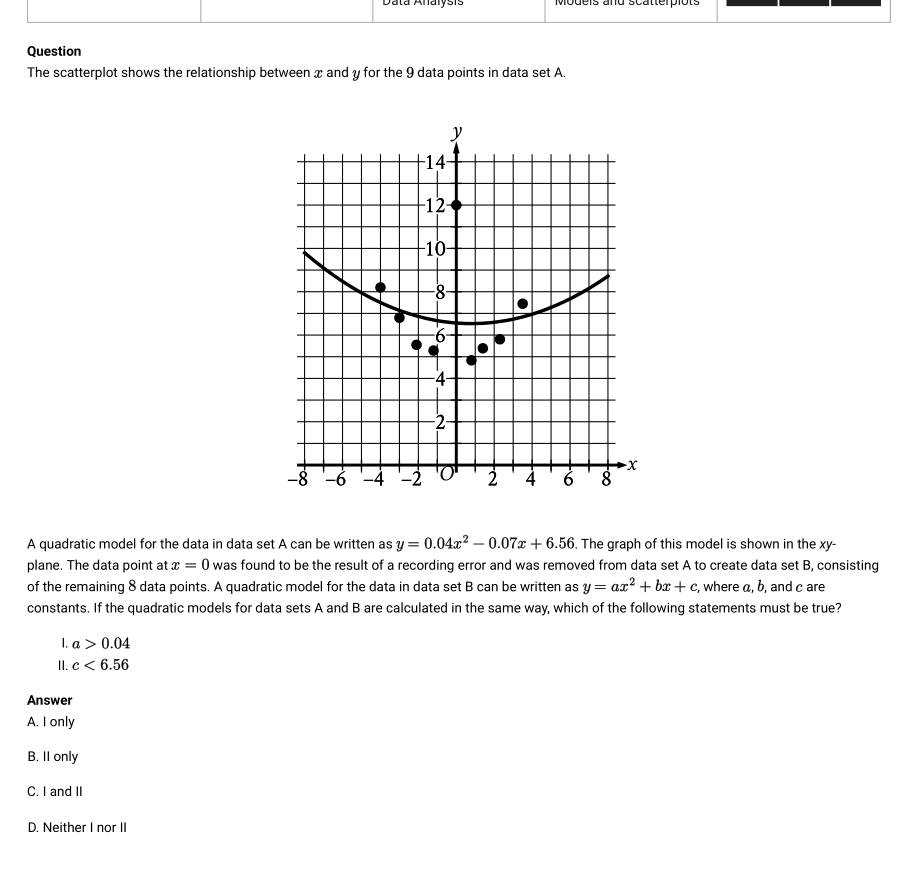 Data Analysis
Models and scatterplots
Question
The scatterplot shows the relationship between x and y for the 9 data points in data set A.
y
14
12
10
8
6
4
2
O
x
−8 −6 −4 −2 2 4 6 8
A quadratic model for the data in data set A can be written as y = 0.04x² − 0.07x + 6.56. The graph of this model is shown in the xy-
plane. The data point at x = 0 was found to be the result of a recording error and was removed from data set A to create data set B, consisting
of the remaining 8 data points. A quadratic model for the data in data set B can be written as y = ax² + bx + c, where a, b, and c are
constants. If the quadratic models for data sets A and B are calculated in the same way, which of the following statements must be true?
I. a > 0.04
II. c < 6.56
Answer
A. I only
B. II only
C. I and II
D. Neither I nor II